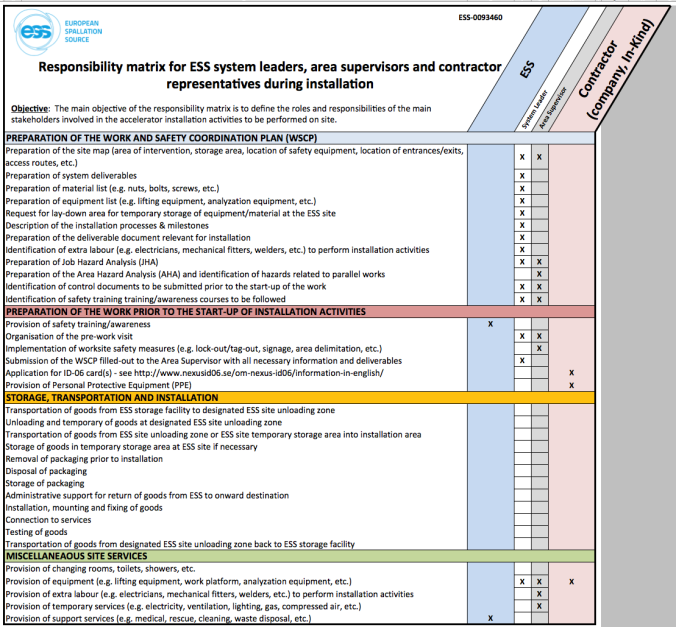 ess
EUROPEAN
SPALLATION
SOURCE
ESS-0093460
Responsibility matrix for ESS system leaders, area supervisors and contractor
representatives during installation
Objective: The main objective of the responsibility matrix is to define the roles and responsibilities of the main
stakeholders involved in the accelerator installation activities to be performed on site.
ESS
System Leader
Area Supervisor
Contractor
(company, In-Kind)
PREPARATION OF THE WORK AND SAFETY COORDINATION PLAN (WSCP)
Preparation of the site map (area of intervention, storage area, location of safety equipment, location of entrances/exits,
access routes, etc.) X X
Preparation of system deliverables X
Preparation of material list (e.g. nuts, bolts, screws, etc.) X
Preparation of equipment list (e.g. lifting equipment, analyzation equipment, etc.) X
Request for lay-down area for temporary storage of equipment/material at the ESS site X
Description of the installation processes & milestones X
Preparation of the deliverable document relevant for installation X
Identification of extra labour (e.g. electricians, mechanical fitters, welders, etc.) to perform installation activities X
Preparation of Job Hazard Analysis (JHA) X X
Preparation of the Area Hazard Analysis (AHA) and identification of hazards related to parallel works X
Identification of control documents to be submitted prior to the start-up of the work X X
Identification of safety training training/awareness courses to be followed X X
PREPARATION OF THE WORK PRIOR TO THE START-UP OF INSTALLATION ACTIVITIES
Provision of safety training/awareness X
Organisation of the pre-work visit X X
Implementation of worksite safety measures (e.g. lock-out/tag-out, signage, area delimitation, etc.) X
Submission of the WSCP filled-out to the Area Supervisor with all necessary information and deliverables X
Application for ID-06 card(s) - see http://www.nexusid06.se/om-nexus-id06/information-in-english/ X
Provision of Personal Protective Equipment (PPE) X
STORAGE, TRANSPORTATION AND INSTALLATION
Transportation of goods from ESS storage facility to designated ESS site unloading zone
Unloading and temporary of goods at designated ESS site unloading zone
Transportation of goods from ESS site unloading zone or ESS site temporary storage area into installation area
Storage of goods in temporary storage area at ESS site if necessary
Removal of packaging prior to installation
Disposal of packaging
Storage of packaging
Administrative support for return of goods from ESS to onward destination
Installation, mounting and fixing of goods
Connection to services
Testing of goods
Transportation of goods from designated ESS site unloading zone back to ESS storage facility
MISCELLANEOUS SITE SERVICES
Provision of changing rooms, toilets, showers, etc.
Provision of equipment (e.g. lifting equipment, work platform, analyzation equipment, etc.) X X X
Provision of extra labour (e.g. electricians, mechanical fitters, welders, etc.) to perform installation activities X
Provision of temporary services (e.g. electricity, ventilation, lighting, gas, compressed air, etc.) X
Provision of support services (e.g. medical, rescue, cleaning, waste disposal, etc.) X